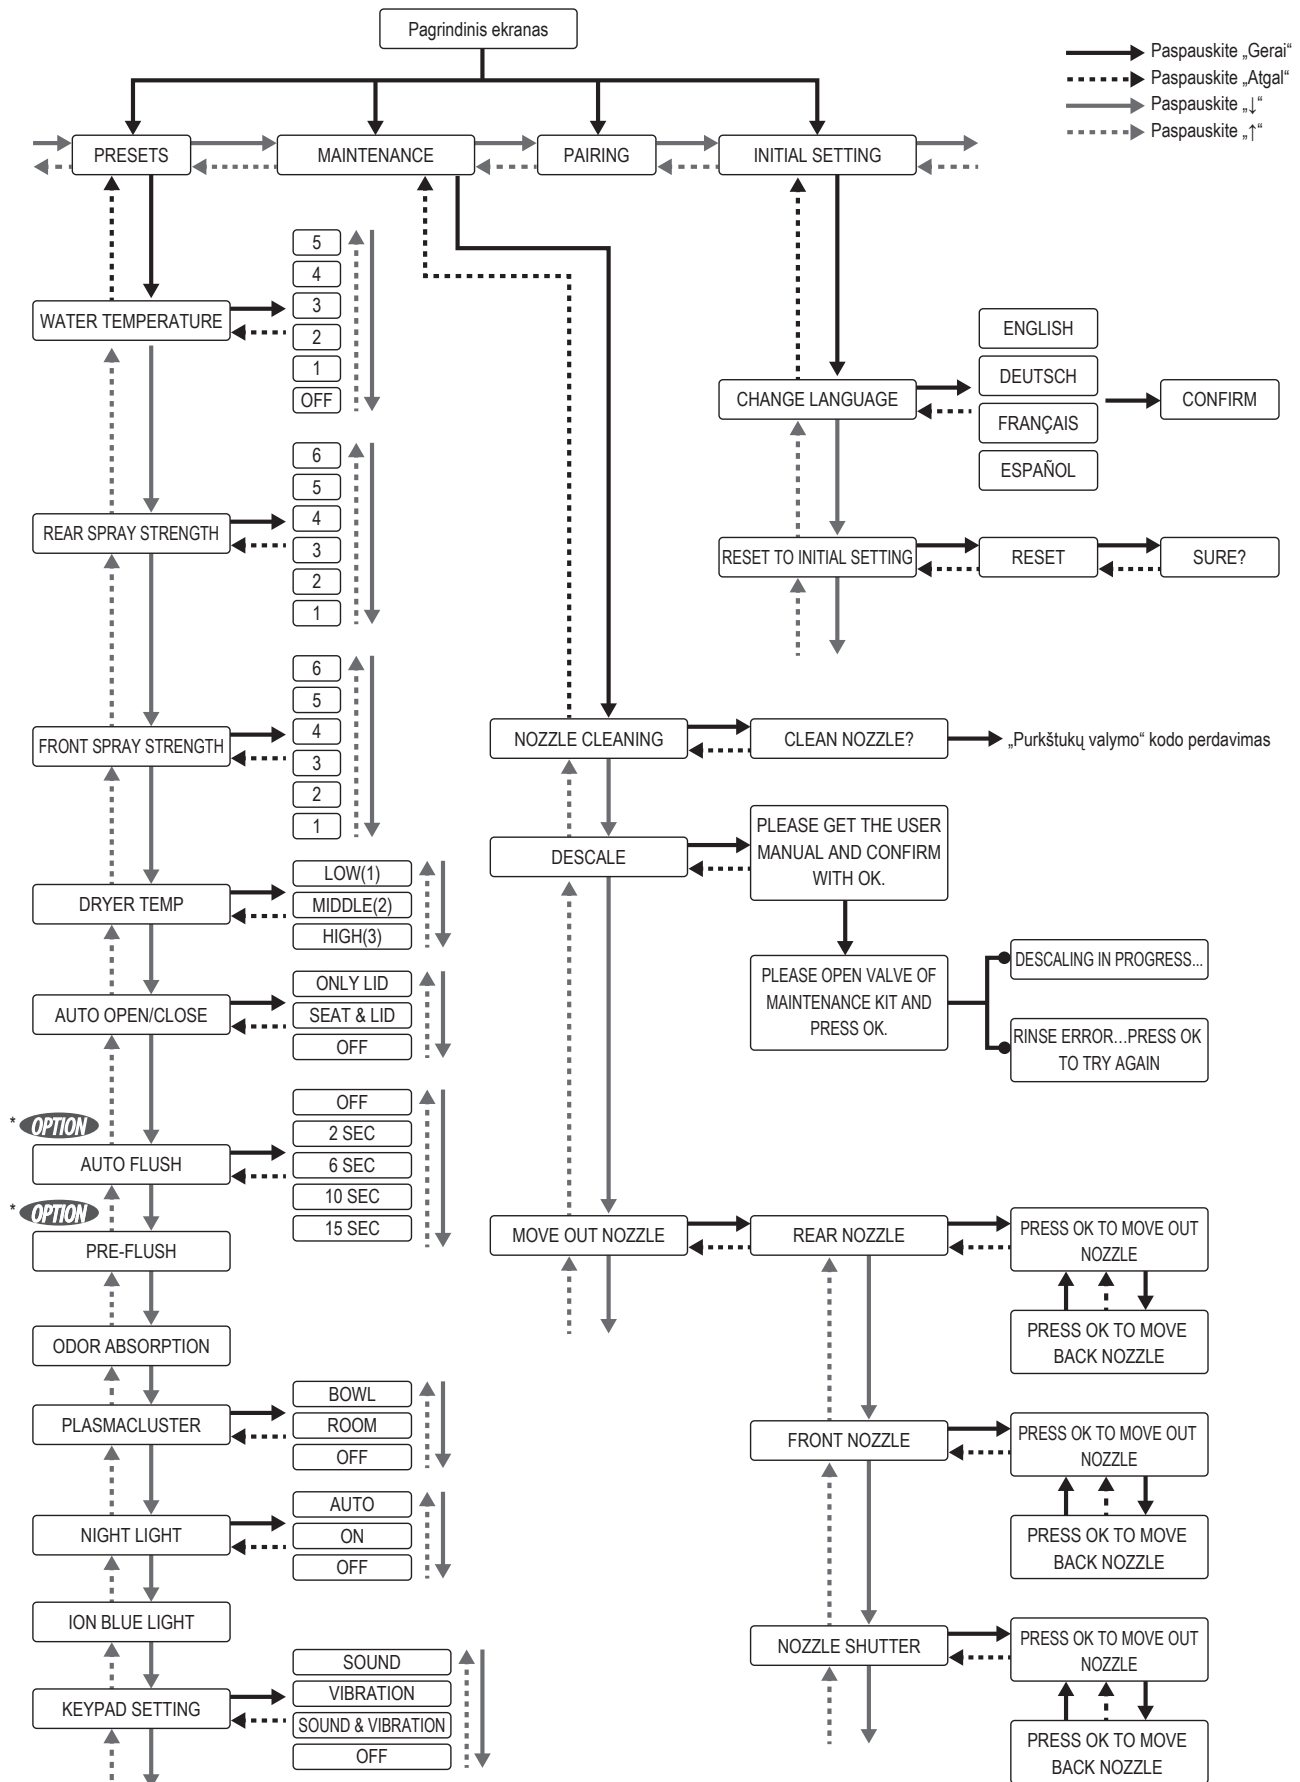 Pagrindinis ekranas
Paspauskite „Gerai“
Paspauskite „Atgal“
Paspauskite „↓“
Paspauskite „↑“
PRESETS
MAINTENANCE
PAIRING
INITIAL SETTING
WATER TEMPERATURE
5
4
3
2
1
OFF
REAR SPRAY STRENGTH
6
5
4
3
2
1
FRONT SPRAY STRENGTH
6
5
4
3
2
1
DRYER TEMP
LOW(1)
MIDDLE(2)
HIGH(3)
AUTO OPEN/CLOSE
ONLY LID
SEAT & LID
OFF
* OPTION
AUTO FLUSH
OFF
2 SEC
6 SEC
10 SEC
15 SEC
* OPTION
PRE-FLUSH
ODOR ABSORPTION
PLASMACLUSTER
BOWL
ROOM
OFF
NIGHT LIGHT
AUTO
ON
OFF
ION BLUE LIGHT
KEYPAD SETTING
SOUND
VIBRATION
SOUND & VIBRATION
OFF
NOZZLE CLEANING
CLEAN NOZZLE?
„Purkštukų valymo“ kodo perdavimas
DESCALE
PLEASE GET THE USER
MANUAL AND CONFIRM
WITH OK.
PLEASE OPEN VALVE OF
MAINTENANCE KIT AND
PRESS OK.
DESCALING IN PROGRESS...
RINSE ERROR…PRESS OK
TO TRY AGAIN
MOVE OUT NOZZLE
REAR NOZZLE
PRESS OK TO MOVE OUT
NOZZLE
PRESS OK TO MOVE
BACK NOZZLE
FRONT NOZZLE
PRESS OK TO MOVE OUT
NOZZLE
PRESS OK TO MOVE
BACK NOZZLE
NOZZLE SHUTTER
PRESS OK TO MOVE OUT
NOZZLE
PRESS OK TO MOVE
BACK NOZZLE
CHANGE LANGUAGE
ENGLISH
DEUTSCH
FRANÇAIS
ESPAÑOL
CONFIRM
RESET TO INITIAL SETTING
RESET
SURE?